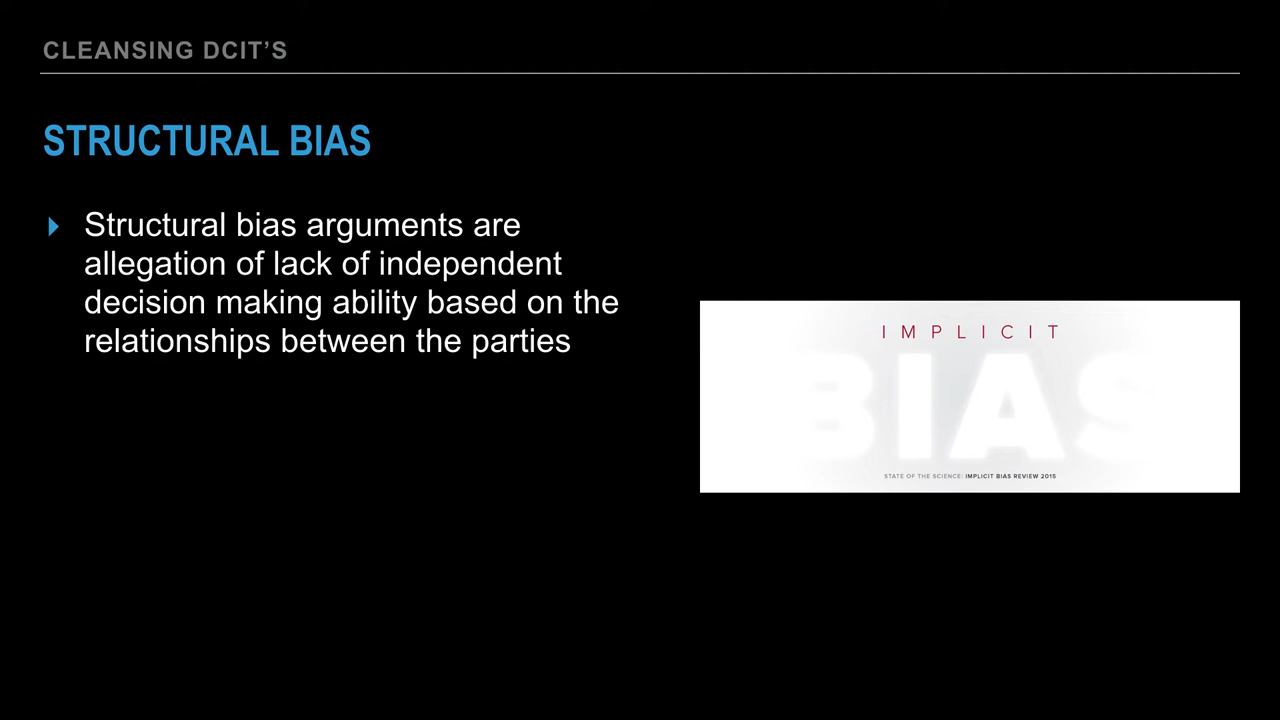 CLEANSING DCIT’S
STRUCTURAL BIAS
Structural bias arguments are
allegation of lack of independent
decision making ability based on the
relationships between the parties
IMPLICIT
BIAS
STATE OF THE SCIENCE: IMPLICIT BIAS REVIEW 2015